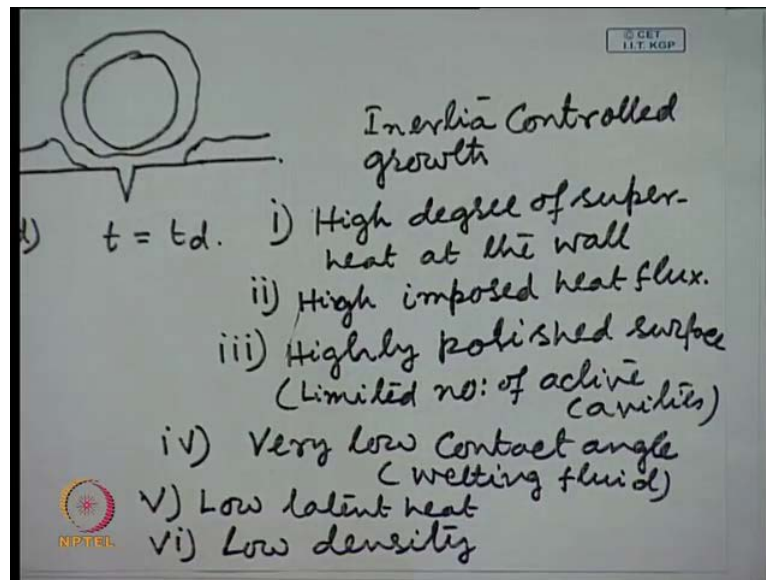 © CET
I.I.T. KGP
Inertia Controlled
growth
d) t = td. i) High degree of super-
heat at the wall
ii) High imposed heat flux.
iii) Highly polished surface
(Limited no: of active
cavities)
iv) Very low Contact angle
(wetting fluid)
v) Low latent heat
vi) Low density
NPTEL